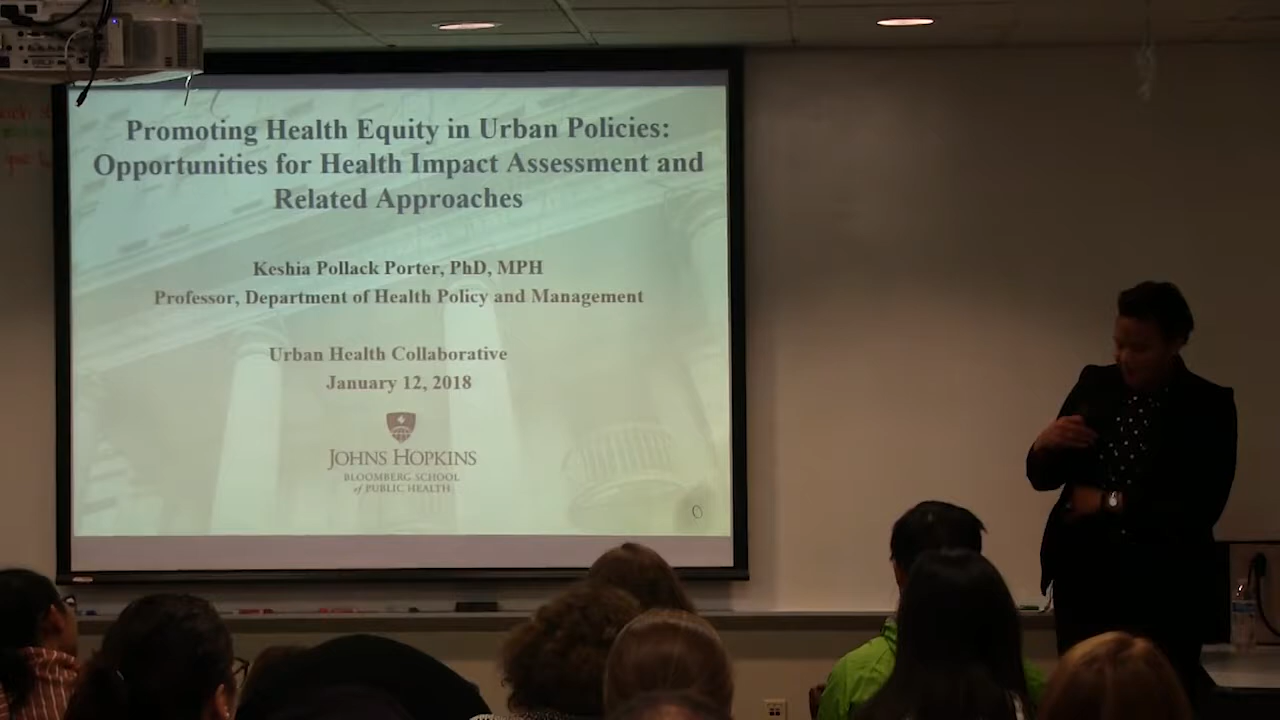 Promoting Health Equity in Urban Policies:
Opportunities for Health Impact Assessment and
Related Approaches
Keshia Pollack Porter, PhD, MPH
Professor, Department of Health Policy and Management
Urban Health Collaborative
January 12, 2018
JOHNS HOPKINS
BLOOMBERG SCHOOL
of PUBLIC HEALTH
0